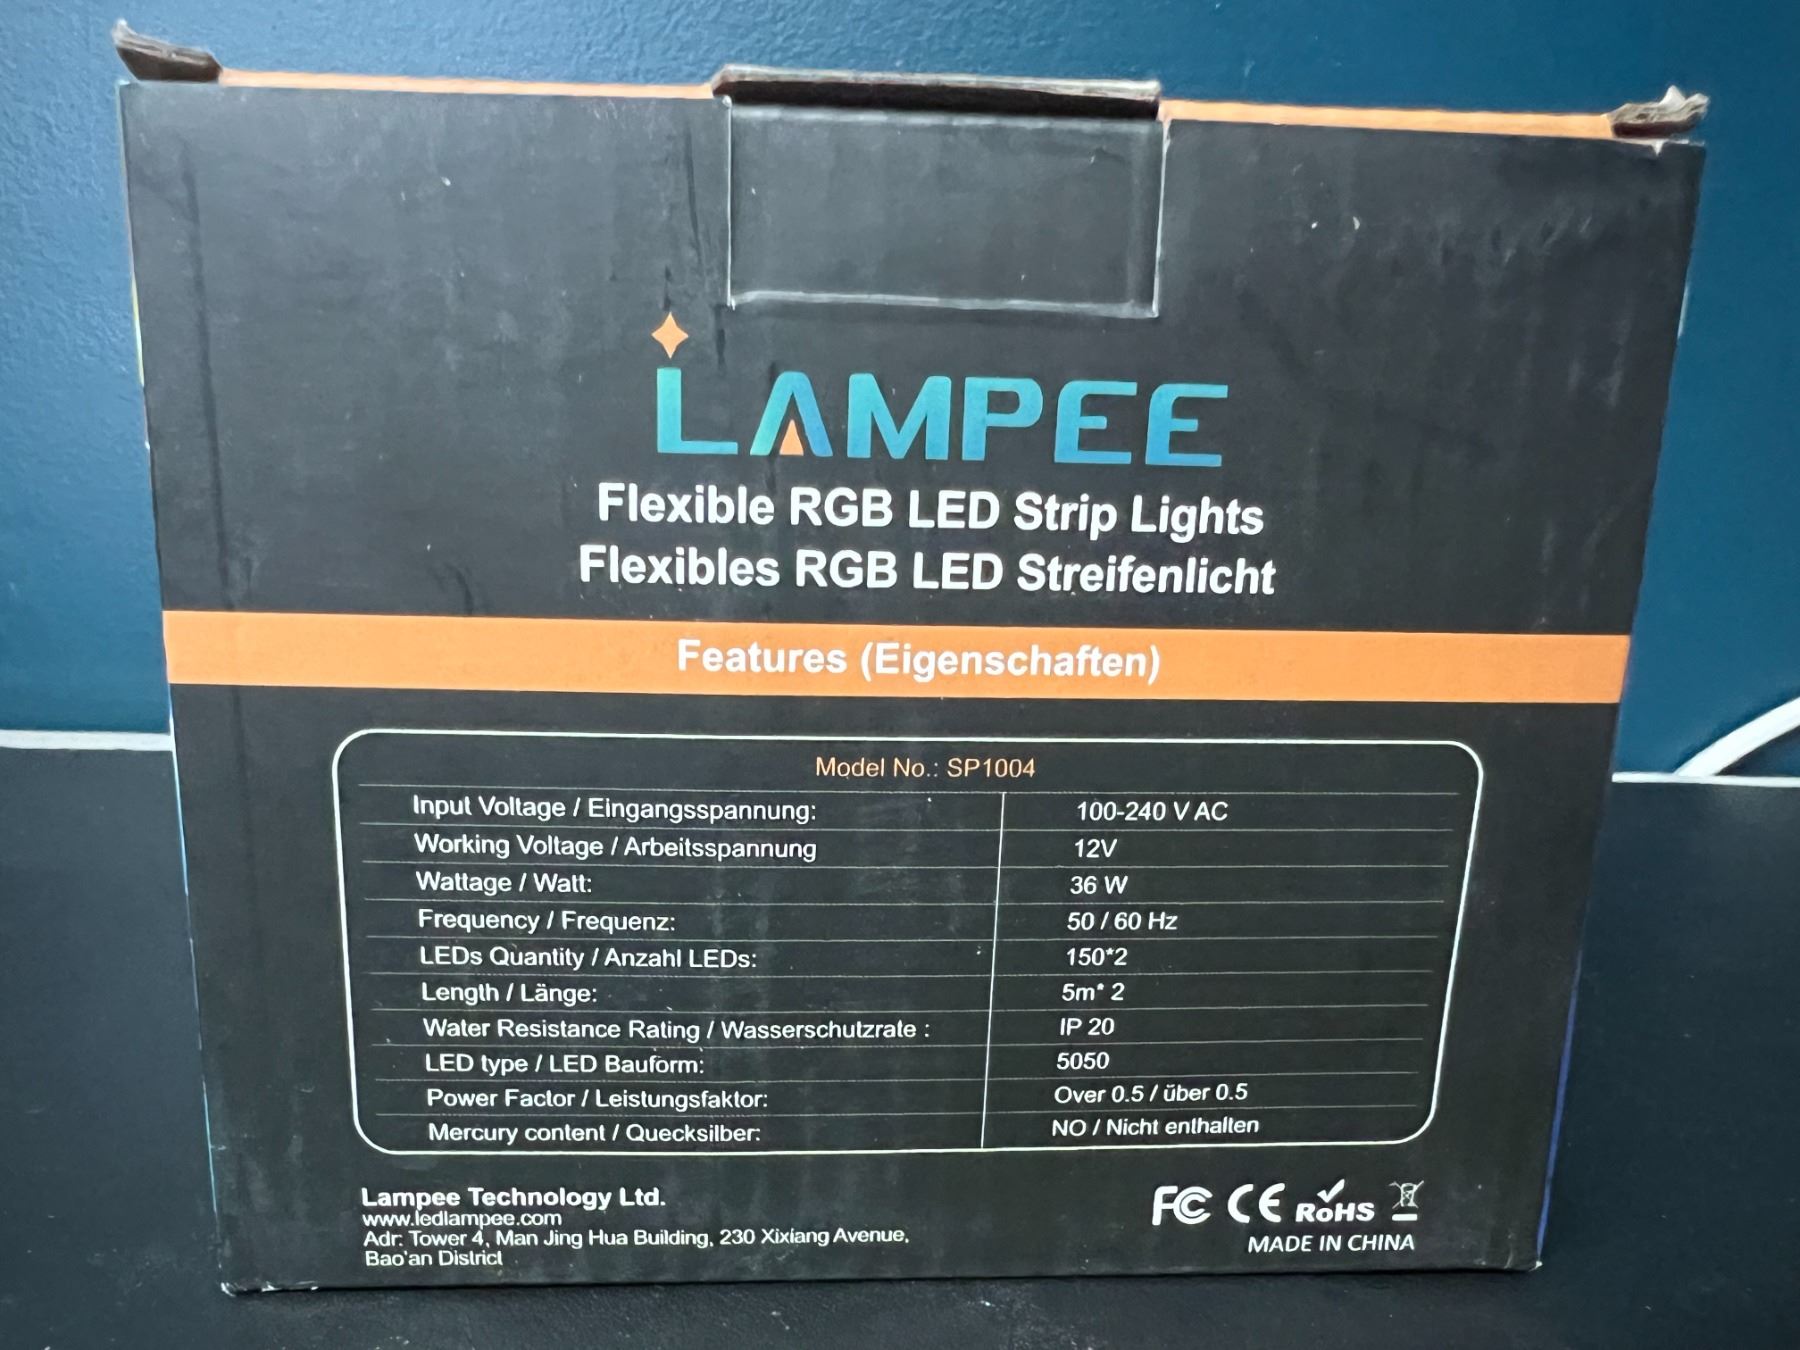 LAMPEE
Flexible RGB LED Strip Lights
Flexibles RGB LED Streifenlicht
Features (Eigenschaften)
Model No.: SP1004
Input Voltage / Eingangsspannung: 100-240 V AC
Working Voltage / Arbeitsspannung 12V
Wattage / Watt: 36 W
Frequency / Frequenz: 50 / 60 Hz
LEDs Quantity / Anzahl LEDs: 150*2
Length / Länge: 5m* 2
Water Resistance Rating / Wasserschutzrate : IP 20
LED type / LED Bauform: 5050
Power Factor / Leistungsfaktor: Over 0.5 / über 0.5
Mercury content / Quecksilber: NO / Nicht enthalten
Lampee Technology Ltd.
www.ledlampee.com
Adr: Tower 4, Man Jing Hua Building, 230 Xixiang Avenue,
Bao'an District
FC CE RoHS
MADE IN CHINA